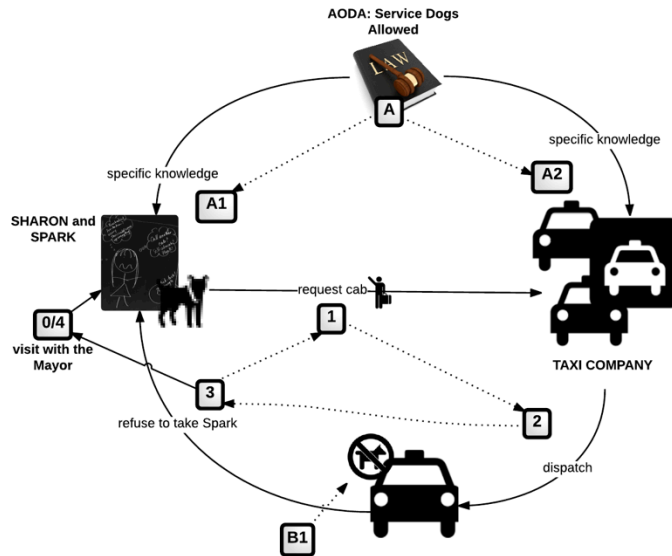 AODA: Service Dogs
Allowed
LAW
A
specific knowledge
specific knowledge
A1
A2
SHARON and
SPARK
request cab
0/4
1
visit with the
Mayor
TAXI COMPANY
3
refuse to take Spark
2
dispatch
B1